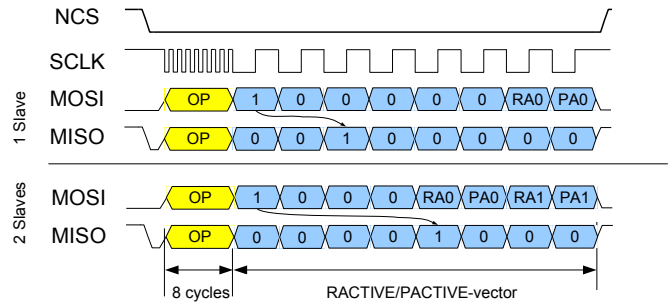 NCS
SCLK
1 Slave
MOSI OP 1 0 0 0 0 0 RA0 PA0
MISO OP 0 0 1 0 0 0 0 0
2 Slaves
MOSI OP 1 0 0 0 RA0 PA0 RA1 PA1
MISO OP 0 0 0 0 1 0 0 0
8 cycles RACTIVE/PACTIVE-vector